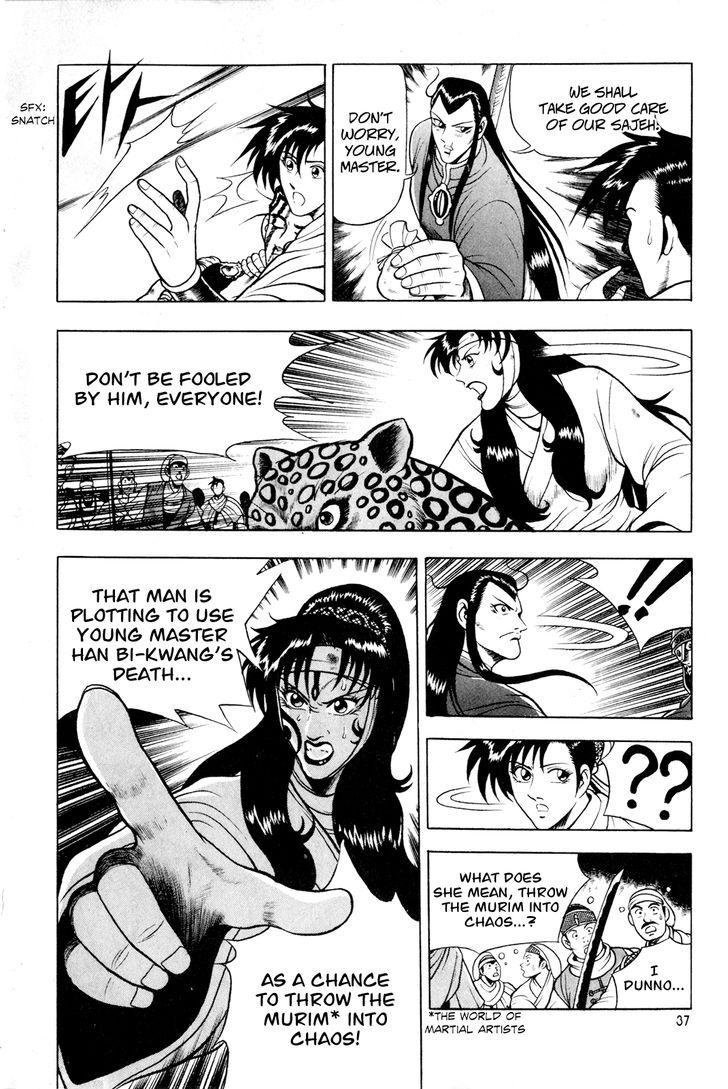 SFX:
SNATCH
DON'T
WORRY,
YOUNG
MASTER.
WE SHALL
TAKE GOOD CARE
OF OUR SAJEH.
DON'T BE FOOLED
BY HIM, EVERYONE!
THAT MAN IS
PLOTTING TO USE
YOUNG MASTER
HAN BI-KWANG'S
DEATH...
AS A CHANCE
TO THROW THE
MURIM* INTO
CHAOS!
!!
??
WHAT DOES
SHE MEAN, THROW
THE MURIM INTO
CHAOS...?
I
DUNNO...
*THE WORLD OF
MARTIAL ARTISTS
37